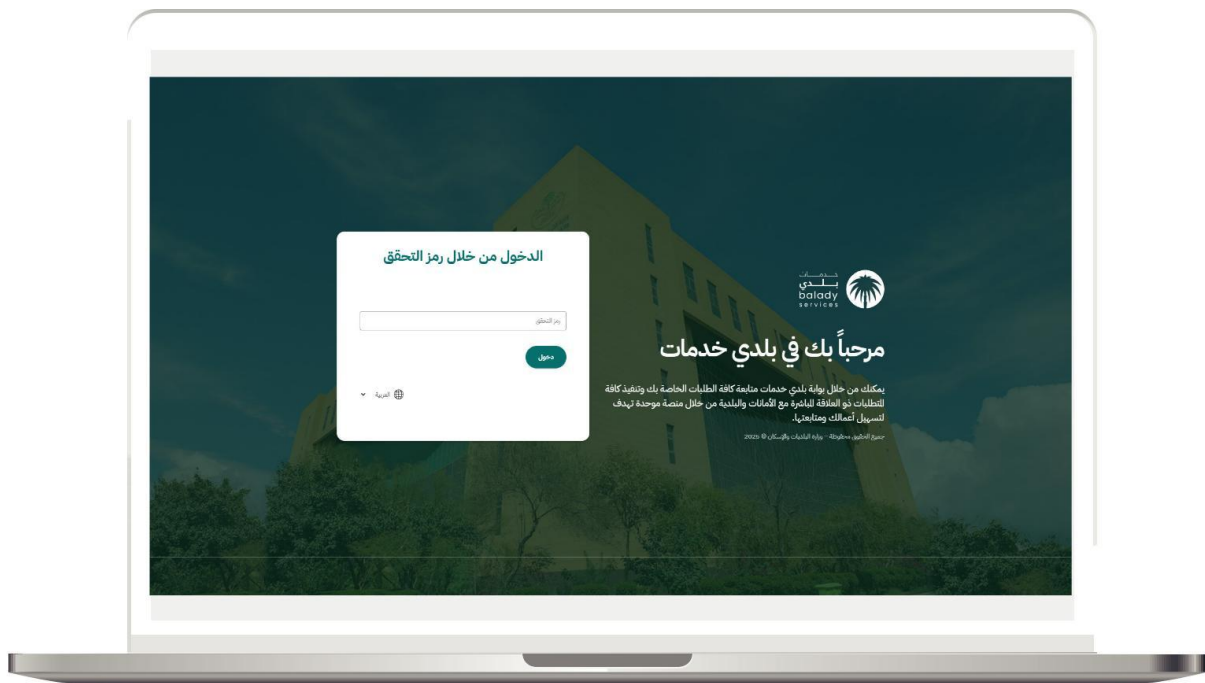 خدمات
بلدي
balady
services
مرحباً بك في بلدي خدمات
يمكنك من خلال بوابة بلدي خدمات متابعة كافة الطلبات الخاصة بك وتنفيذ كافة
المتطلبات ذو العلاقة المباشرة مع الأمانات والبلدية من خلال منصة موحدة تهدف
لتسهيل أعمالك ومتابعتها.
جميع الحقوق محفوظة - وزارة البلديات والإسكان © 2025
الدخول من خلال رمز التحقق
رمز التحقق
دخول
العربية